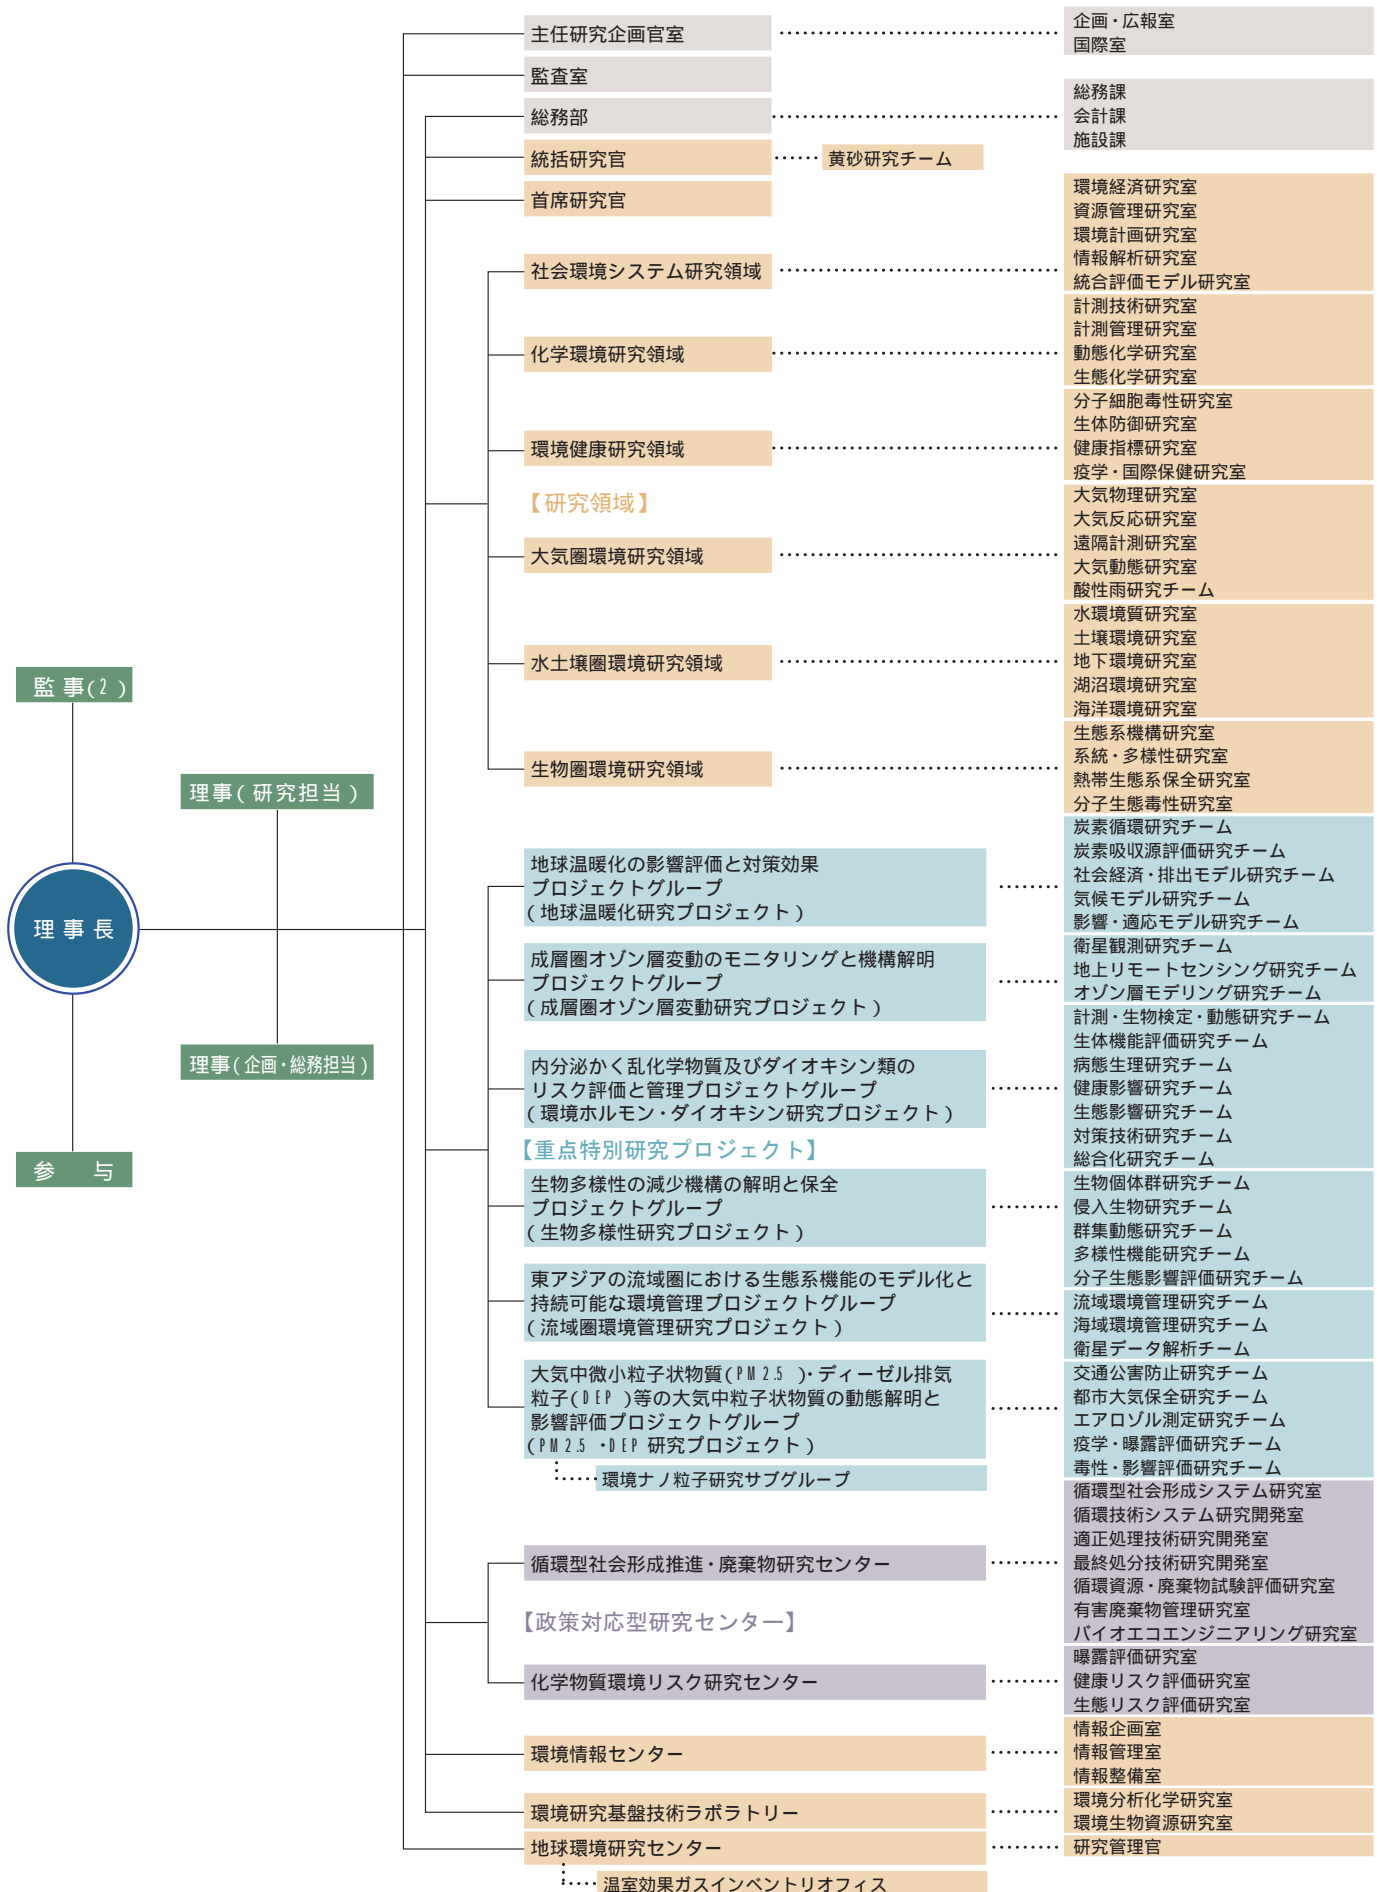 監事(2)
理事(研究担当)
理事長
理事(企画・総務担当)
参 与
主任研究企画官室
企画・広報室
国際室
監査室
総務部
総務課
会計課
施設課
統括研究官
黄砂研究チーム
首席研究官
社会環境システム研究領域
環境経済研究室
資源管理研究室
環境計画研究室
情報解析研究室
統合評価モデル研究室
化学環境研究領域
計測技術研究室
計測管理研究室
動態化学研究室
生態化学研究室
環境健康研究領域
分子細胞毒性研究室
生体防御研究室
健康指標研究室
疫学・国際保健研究室
【研究領域】
大気圏環境研究領域
大気物理研究室
大気反応研究室
遠隔計測研究室
大気動態研究室
酸性雨研究チーム
水土壌圏環境研究領域
水環境質研究室
土壌環境研究室
地下環境研究室
湖沼環境研究室
海洋環境研究室
生物圏環境研究領域
生態系機構研究室
系統・多様性研究室
熱帯生態系保全研究室
分子生態毒性研究室
地球温暖化の影響評価と対策効果
プロジェクトグループ
(地球温暖化研究プロジェクト)
炭素循環研究チーム
炭素吸収源評価研究チーム
社会経済・排出モデル研究チーム
気候モデル研究チーム
影響・適応モデル研究チーム
成層圏オゾン層変動のモニタリングと機構解明
プロジェクトグループ
(成層圏オゾン層変動研究プロジェクト)
衛星観測研究チーム
地上リモートセンシング研究チーム
オゾン層モデリング研究チーム
内分泌かく乱化学物質及びダイオキシン類の
リスク評価と管理プロジェクトグループ
(環境ホルモン・ダイオキシン研究プロジェクト)
計測・生物検定・動態研究チーム
生体機能評価研究チーム
病態生理研究チーム
健康影響研究チーム
生態影響研究チーム
対策技術研究チーム
総合化研究チーム
【重点特別研究プロジェクト】
生物多様性の減少機構の解明と保全
プロジェクトグループ
(生物多様性研究プロジェクト)
生物個体群研究チーム
侵入生物研究チーム
群集動態研究チーム
多様性機能研究チーム
分子生態影響評価研究チーム
東アジアの流域圏における生態系機能のモデル化と
持続可能な環境管理プロジェクトグループ
(流域圏環境管理研究プロジェクト)
流域環境管理研究チーム
海域環境管理研究チーム
衛星データ解析チーム
大気中微小粒子状物質(PM2.5)・ディーゼル排気
粒子(DEP)等の大気中粒子状物質の動態解明と
影響評価プロジェクトグループ
(PM2.5・DEP研究プロジェクト)
環境ナノ粒子研究サブグループ
交通公害防止研究チーム
都市大気保全研究チーム
エアロゾル測定研究チーム
疫学・曝露評価研究チーム
毒性・影響評価研究チーム
循環型社会形成推進・廃棄物研究センター
循環型社会形成システム研究室
循環技術システム研究開発室
適正処理技術研究開発室
最終処分技術研究開発室
循環資源・廃棄物試験評価研究室
有害廃棄物管理研究室
バイオエコエンジニアリング研究室
【政策対応型研究センター】
化学物質環境リスク研究センター
曝露評価研究室
健康リスク評価研究室
生態リスク評価研究室
環境情報センター
情報企画室
情報管理室
情報整備室
環境研究基盤技術ラボラトリー
環境分析化学研究室
環境生物資源研究室
地球環境研究センター
研究管理官
温室効果ガスインベントリオフィス